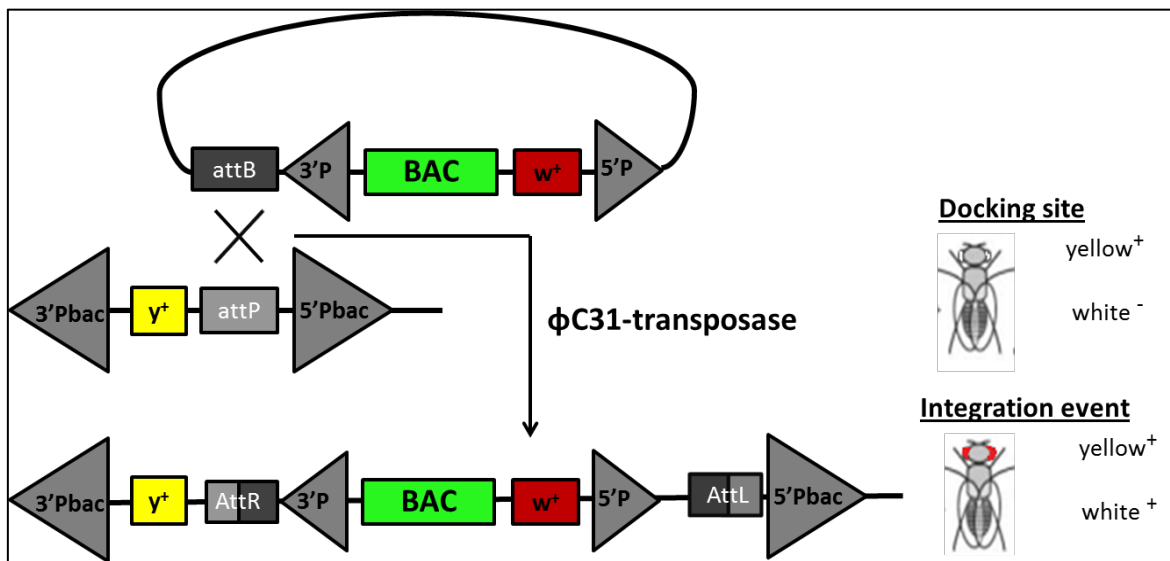 attB 3'P BAC w⁺ 5'P
3'Pbac y⁺ attP 5'Pbac
ϕC31-transposase
3'Pbac y⁺ AttR 3'P BAC w⁺ 5'P AttL 5'Pbac
Docking site
yellow⁺
white ⁻
Integration event
yellow⁺
white ⁺